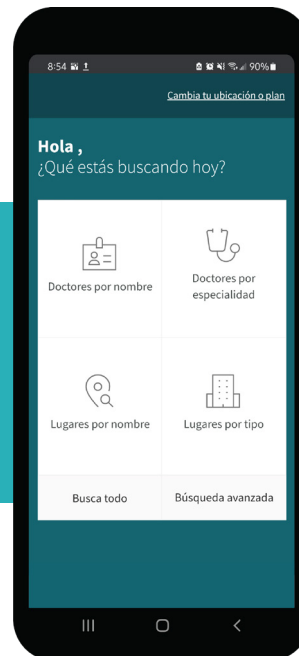 8:54
90%
Cambia tu ubicación o plan
Hola ,
¿Qué estás buscando hoy?
Doctores por nombre
Doctores por
especialidad
Lugares por nombre
Lugares por tipo
Busca todo
Búsqueda avanzada